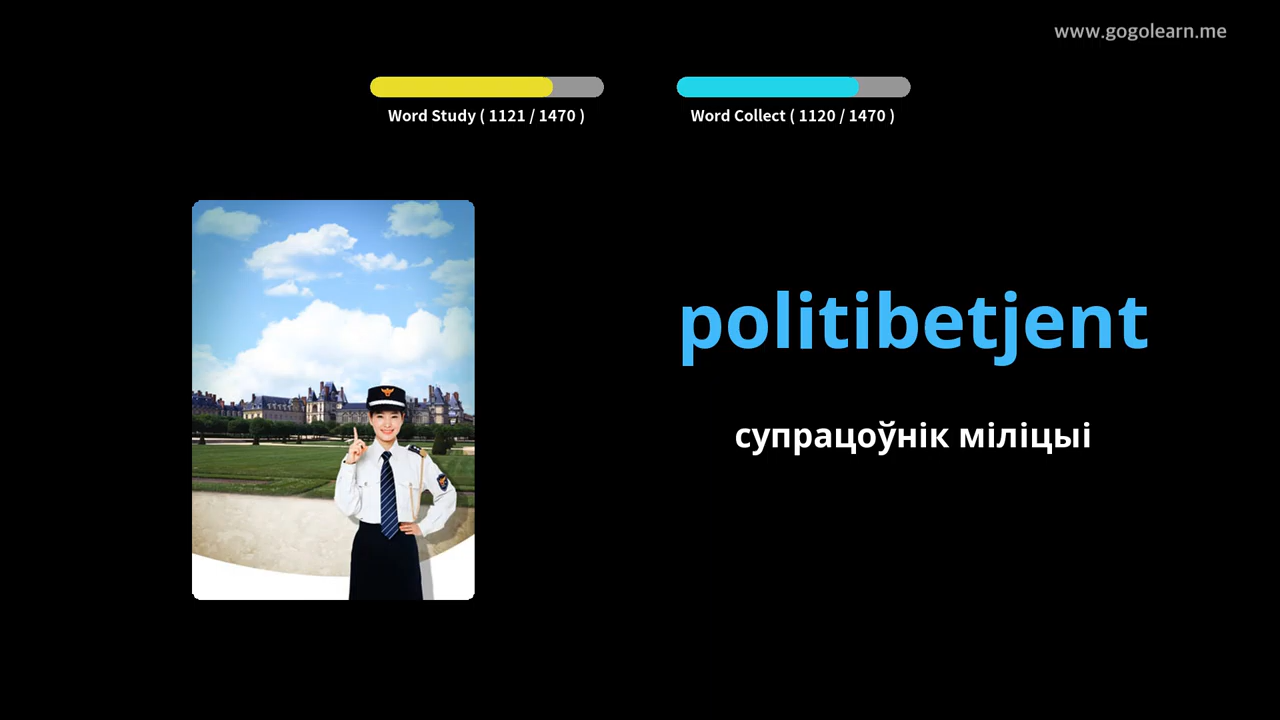 www.gogolearn.me
Word Study ( 1121 / 1470 )
Word Collect ( 1120 / 1470 )
politibetjent
супрацоўнік міліцыі